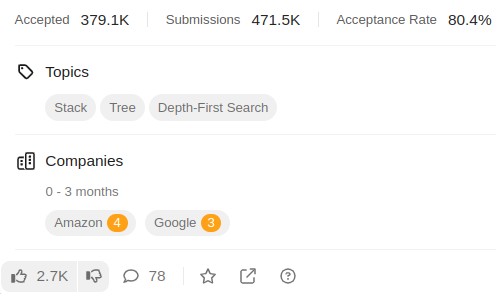 Accepted 379.1K Submissions 471.5K Acceptance Rate 80.4%
Topics
Stack Tree Depth-First Search
Companies
0 - 3 months
Amazon 4 Google 3
2.7K 78